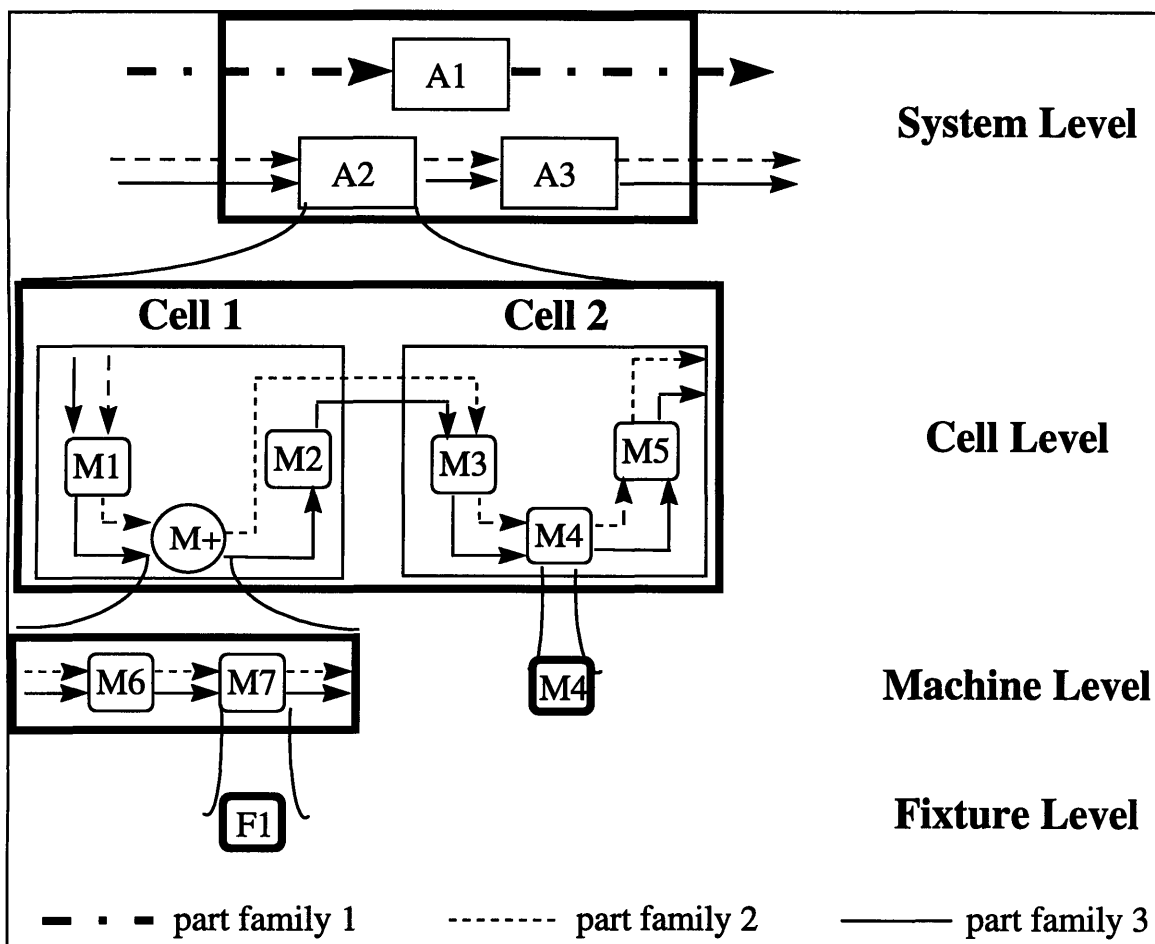 A1
System Level
A2
A3
Cell 1
Cell 2
M1
M2
M3
M5
Cell Level
M+
M4
M6
M7
M4
Machine Level
F1
Fixture Level
part family 1
part family 2
part family 3